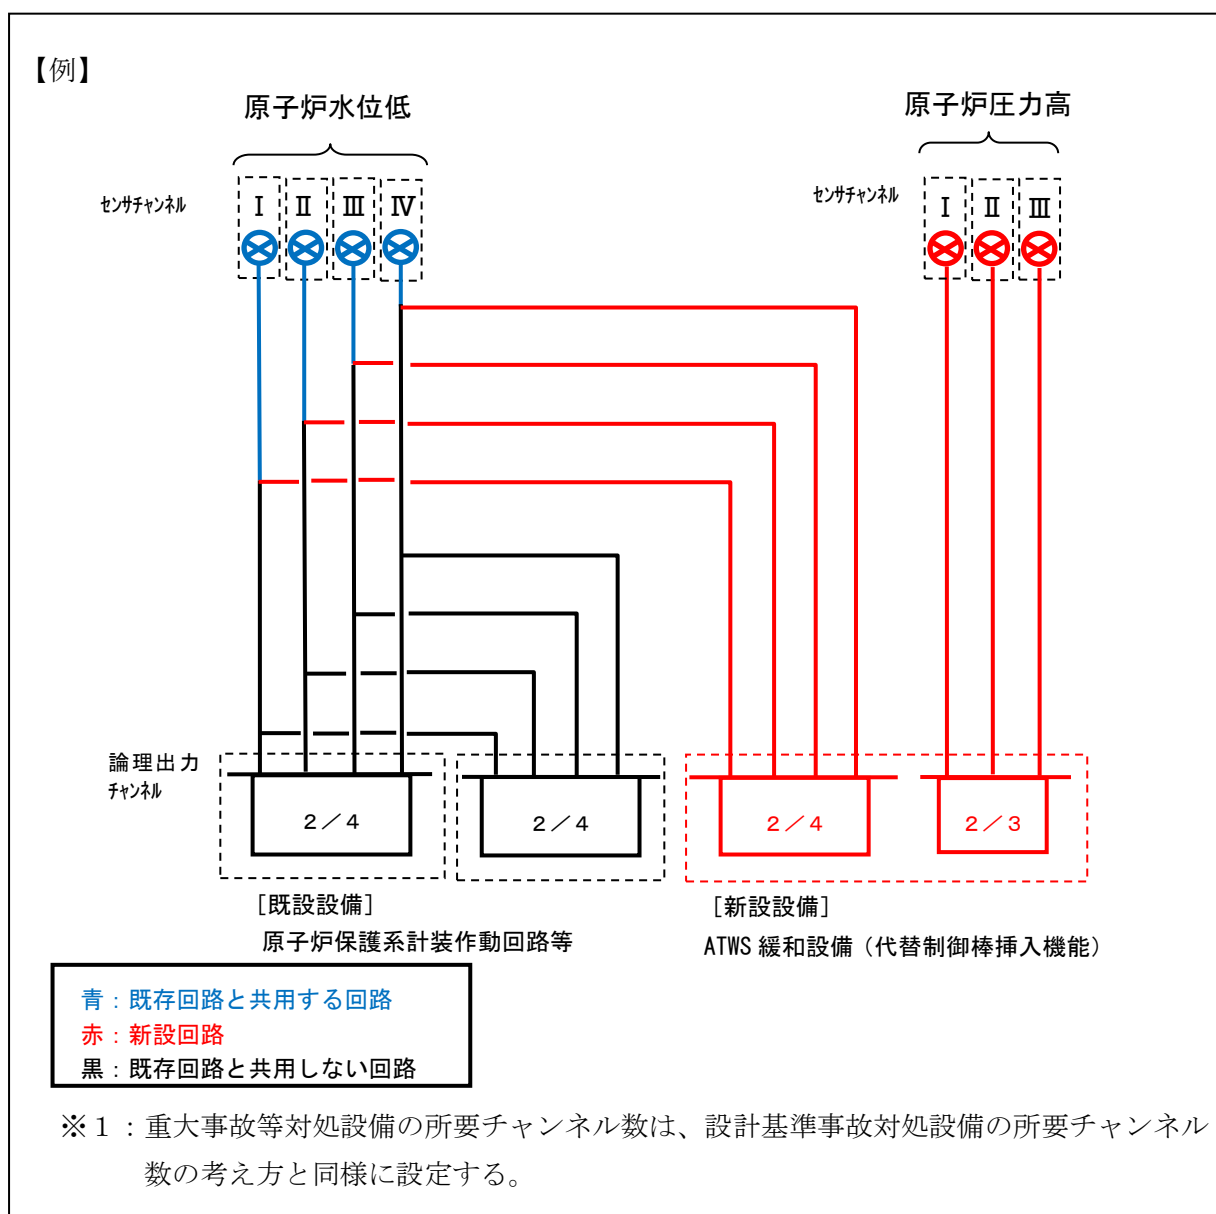 【例】
原子炉水位低
原子炉圧力高
センサチャンネル
Ⅰ Ⅱ Ⅲ Ⅳ
センサチャンネル
Ⅰ Ⅱ Ⅲ
論理出力
チャンネル
２／４
２／４
２／４
２／３
［既設設備］
原子炉保護系計装作動回路等
［新設設備］
ATWS 緩和設備（代替制御棒挿入機能）
青：既存回路と共用する回路
赤：新設回路
黒：既存回路と共用しない回路
※１：重大事故等対処設備の所要チャンネル数は、設計基準事故対処設備の所要チャンネル
数の考え方と同様に設定する。